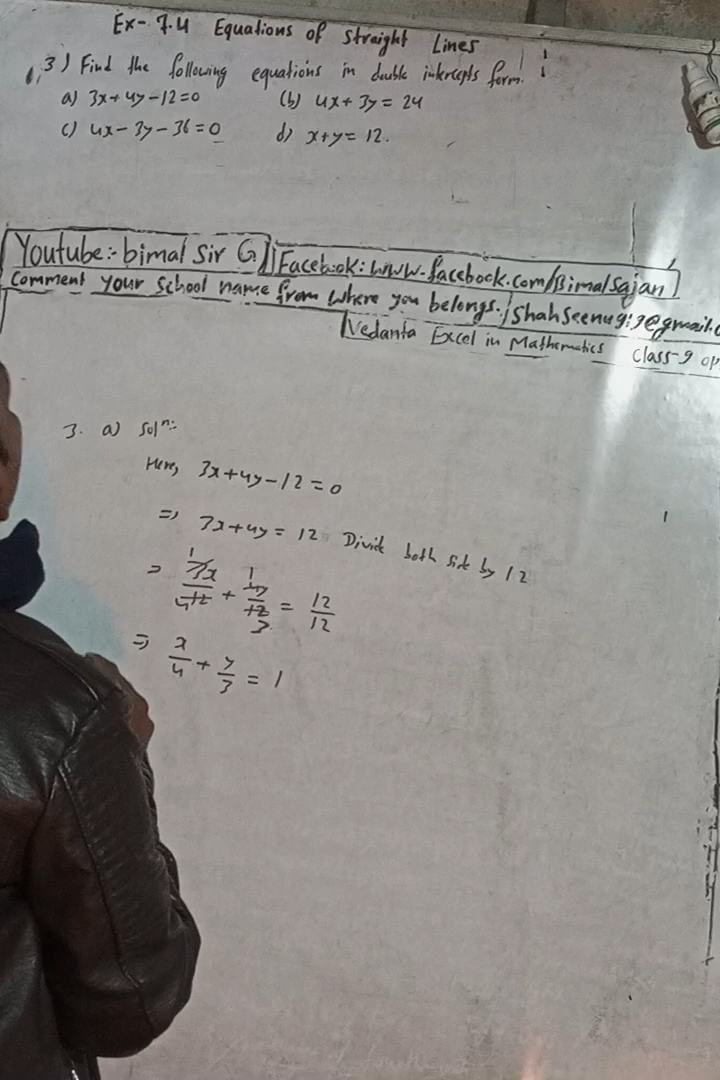 Ex- 7.4 Equations of Straight Lines
3) Find the following equations in double intercepts form.
a) 3x+4y-12=0 (b) 4x+3y=24
c) 4x-3y-36=0 d) x+y=12.
Youtube:- bimal Sir G Facebook: www.facebook.com/Bimalsajan
Comment your School name from where you belongs.
Vedanta Excel in Mathematics Class-9
3. a) Solⁿ:-
Here, 3x+4y-12=0
=> 3x+4y=12 Divide both side by 12
=> 3x/12 + 4y/12 = 12/12
=> x/4 + y/3 = 1